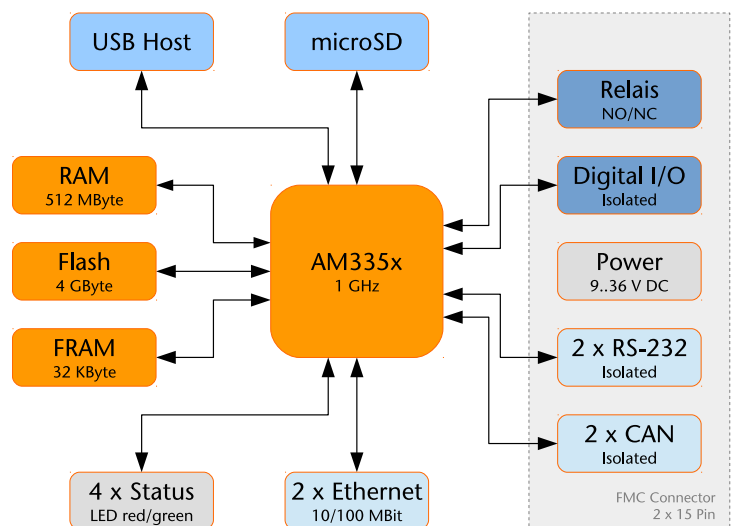 USB Host
microSD
Relais
NO/NC
RAM
512 MByte
Digital I/O
Isolated
Flash
4 GByte
AM335x
1 GHz
Power
9..36 V DC
FRAM
32 KByte
2 x RS-232
Isolated
2 x CAN
Isolated
4 x Status
LED red/green
2 x Ethernet
10/100 MBit
FMC Connector
2 x 15 Pin